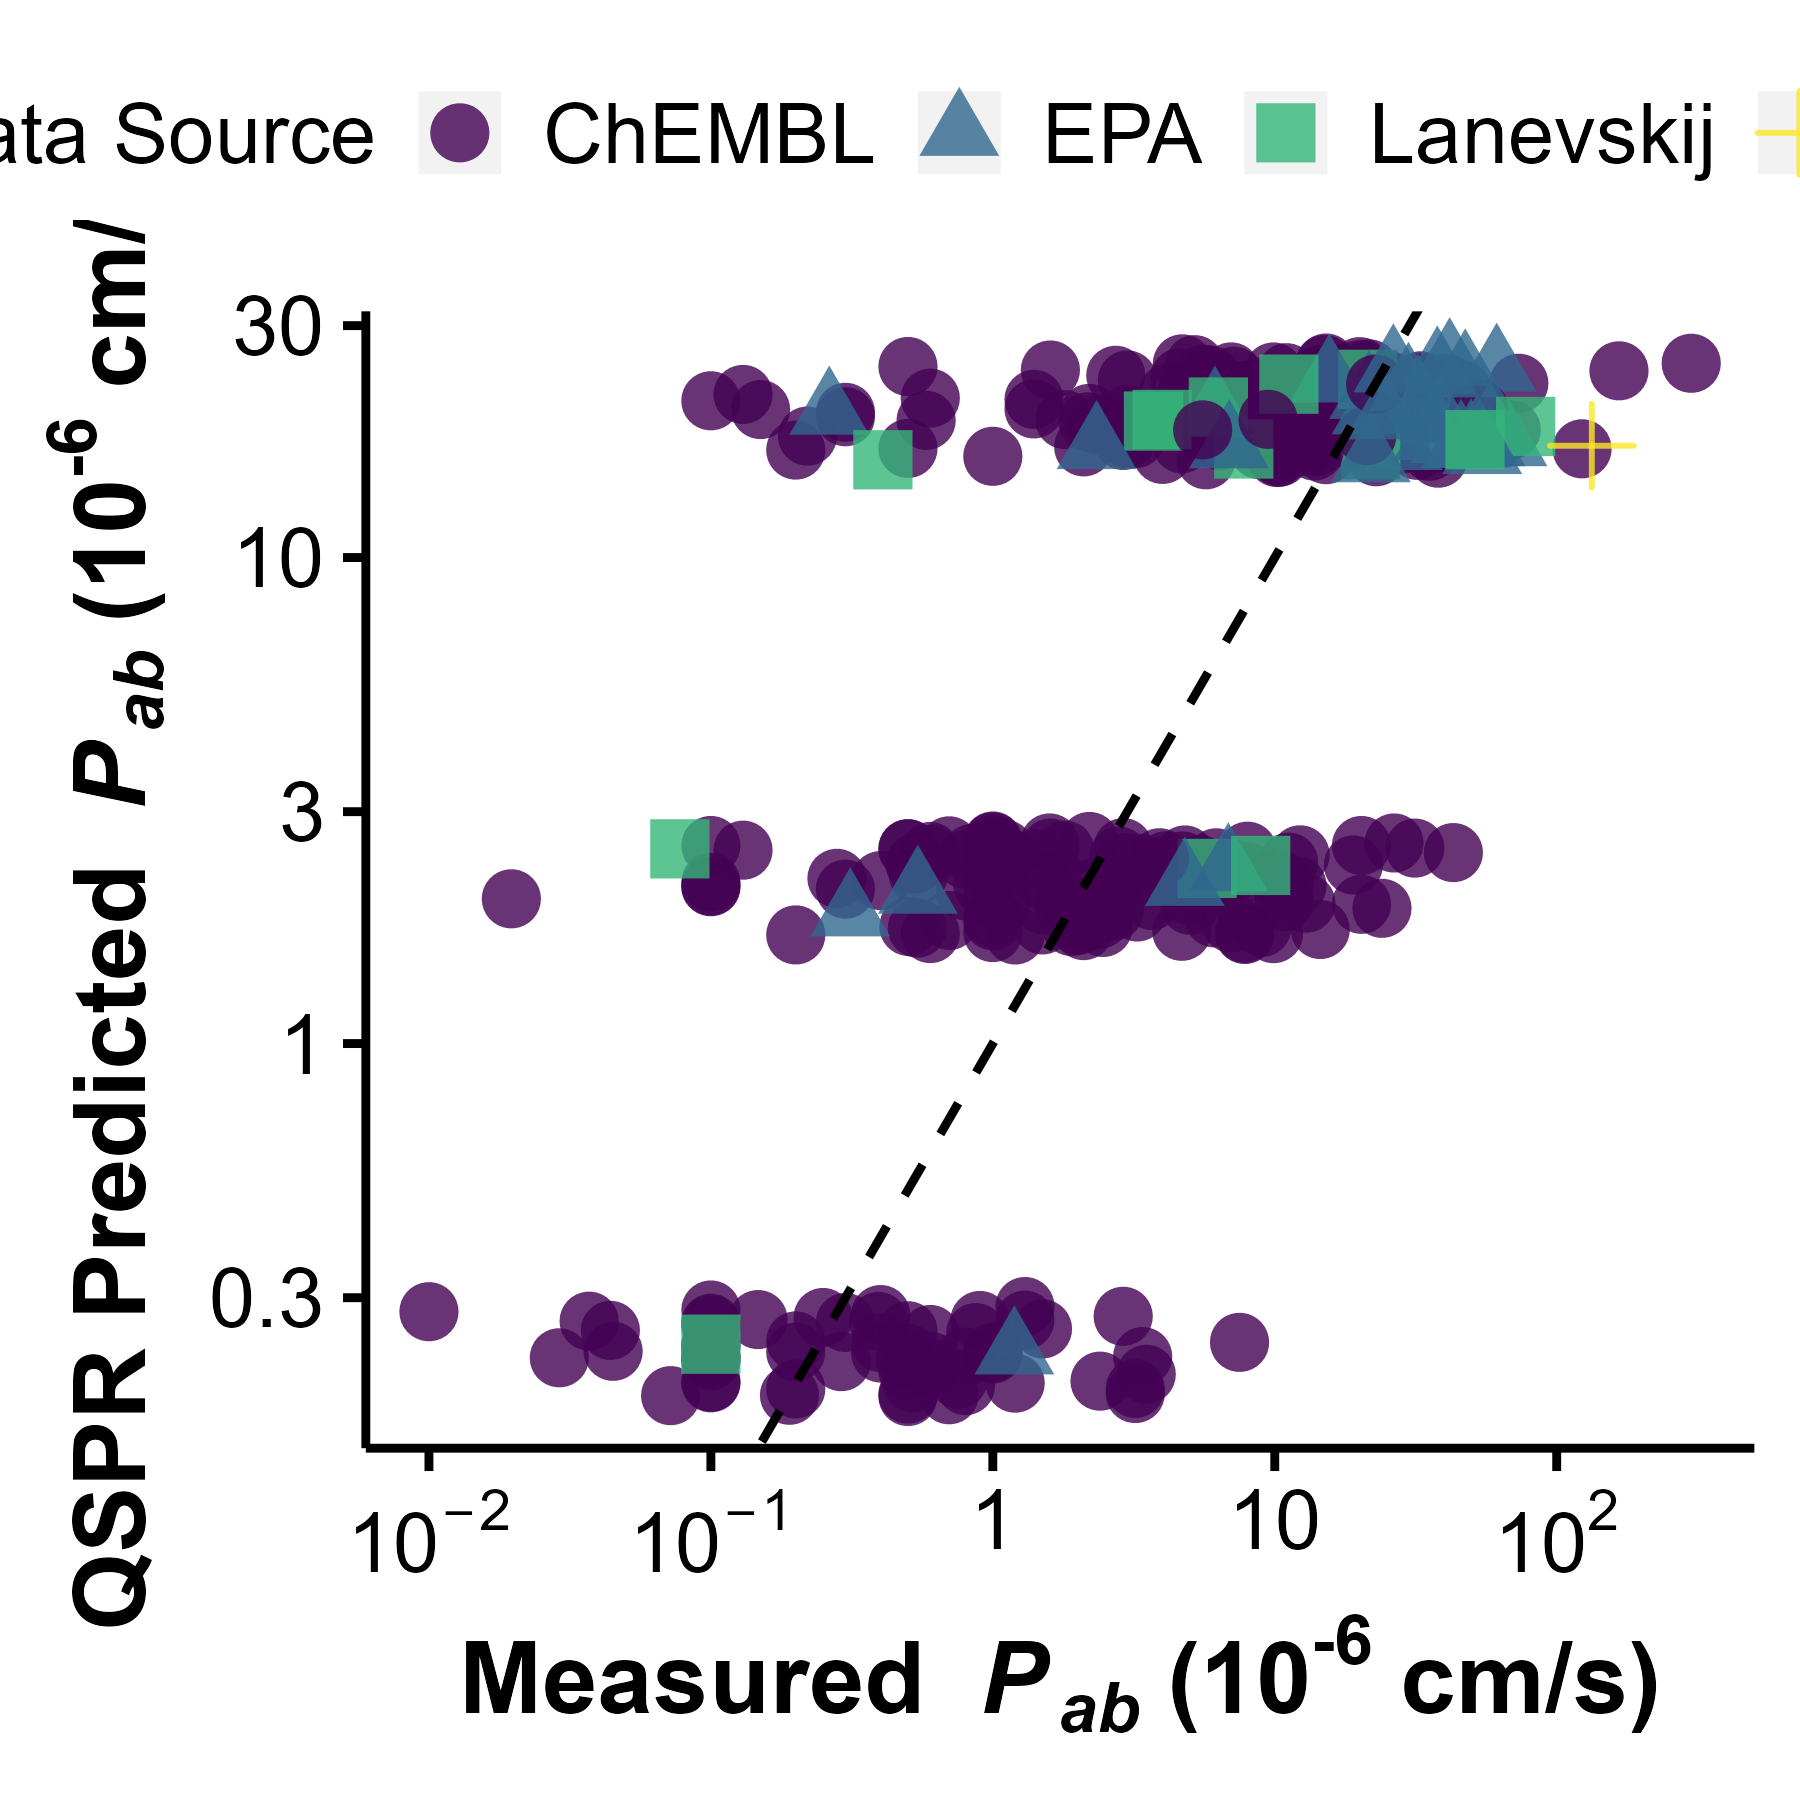 ata Source ChEMBL EPA Lanevskij
QSPR Predicted P_ab (10^-6 cm/
30
10
3
1
0.3
10^−2 10^−1 1 10 10^2
Measured P_ab (10^-6 cm/s)